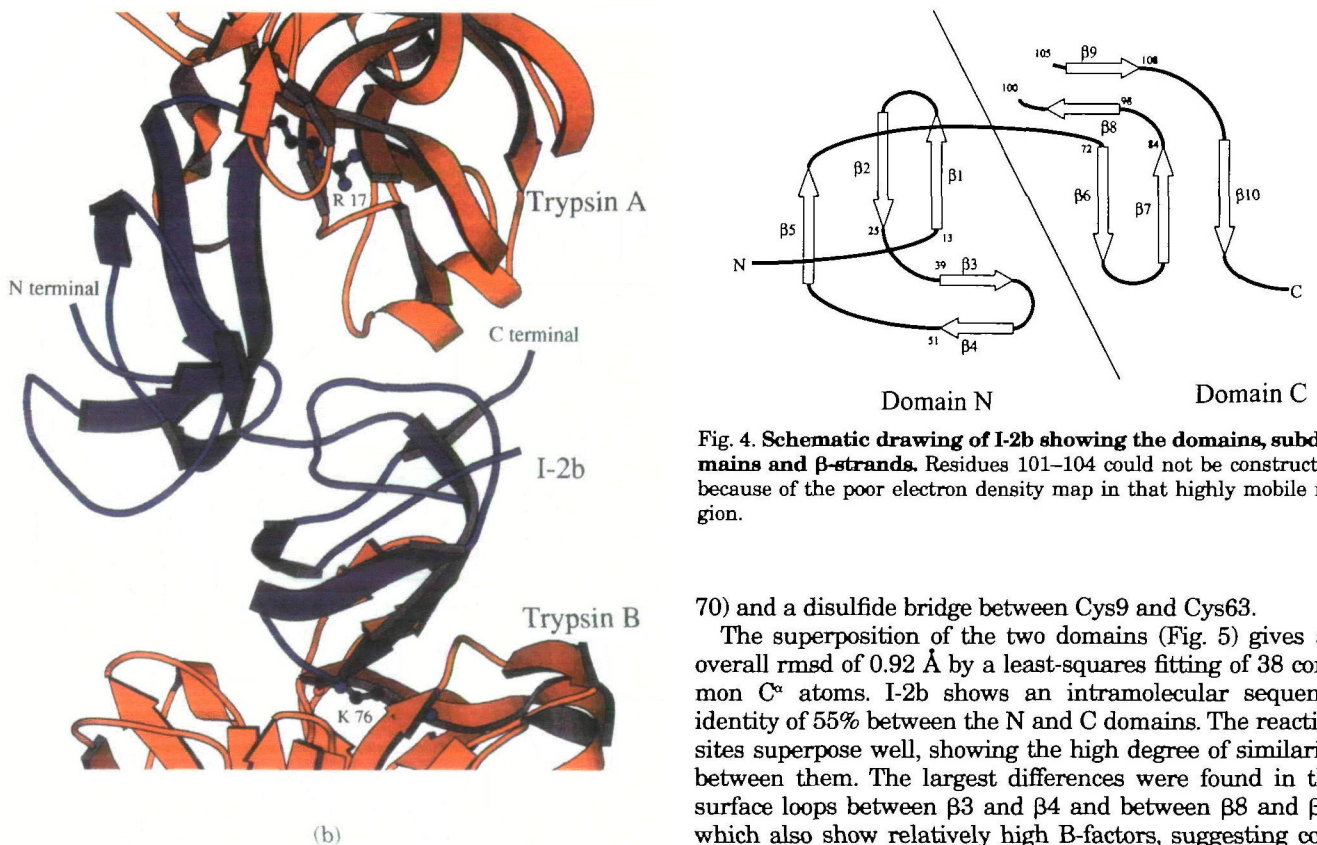 Trypsin A
R 17
N terminal
C terminal
I-2b
Trypsin B
K 76
(b)
105
β9
108
100
98
β8
β2
β1
72
84
β6
β7
β10
β5
25
13
N
39
β3
C
51
β4
Domain N
Domain C
Fig. 4. Schematic drawing of I-2b showing the domains, subd
mains and β-strands. Residues 101–104 could not be construct
because of the poor electron density map in that highly mobile r
gion.
70) and a disulfide bridge between Cys9 and Cys63.
The superposition of the two domains (Fig. 5) gives a
overall rmsd of 0.92 Å by a least-squares fitting of 38 con
mon Cα atoms. I-2b shows an intramolecular sequen
identity of 55% between the N and C domains. The reacti
sites superpose well, showing the high degree of similari
between them. The largest differences were found in th
surface loops between β3 and β4 and between β8 and β
which also show relatively high B-factors, suggesting co